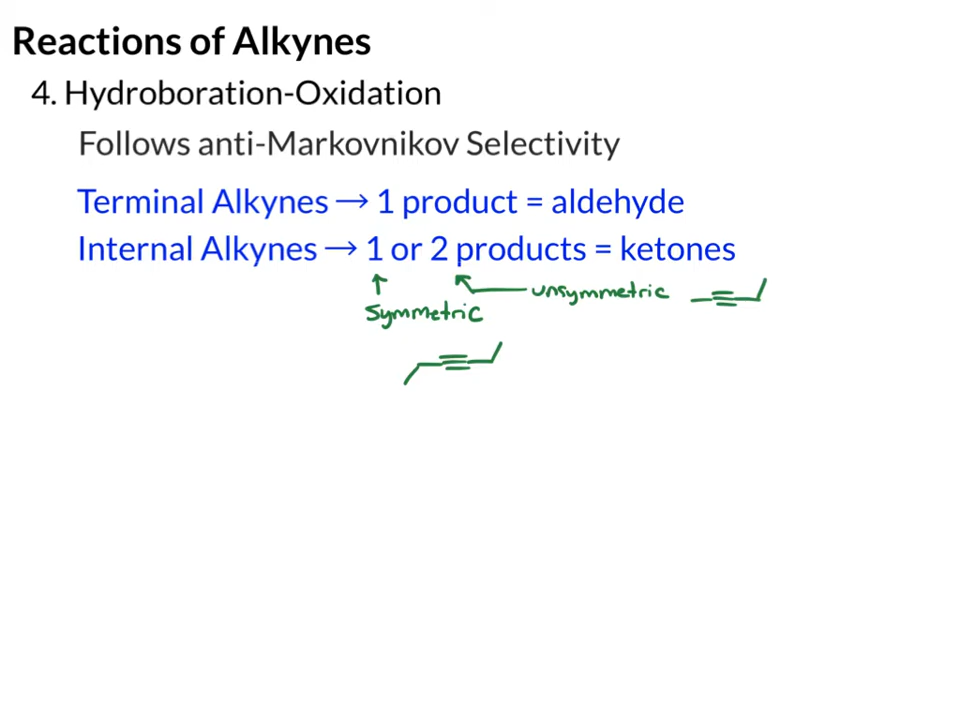 Reactions of Alkynes
4. Hydroboration-Oxidation
Follows anti-Markovnikov Selectivity
Terminal Alkynes → 1 product = aldehyde
Internal Alkynes → 1 or 2 products = ketones
unsymmetric
Symmetric